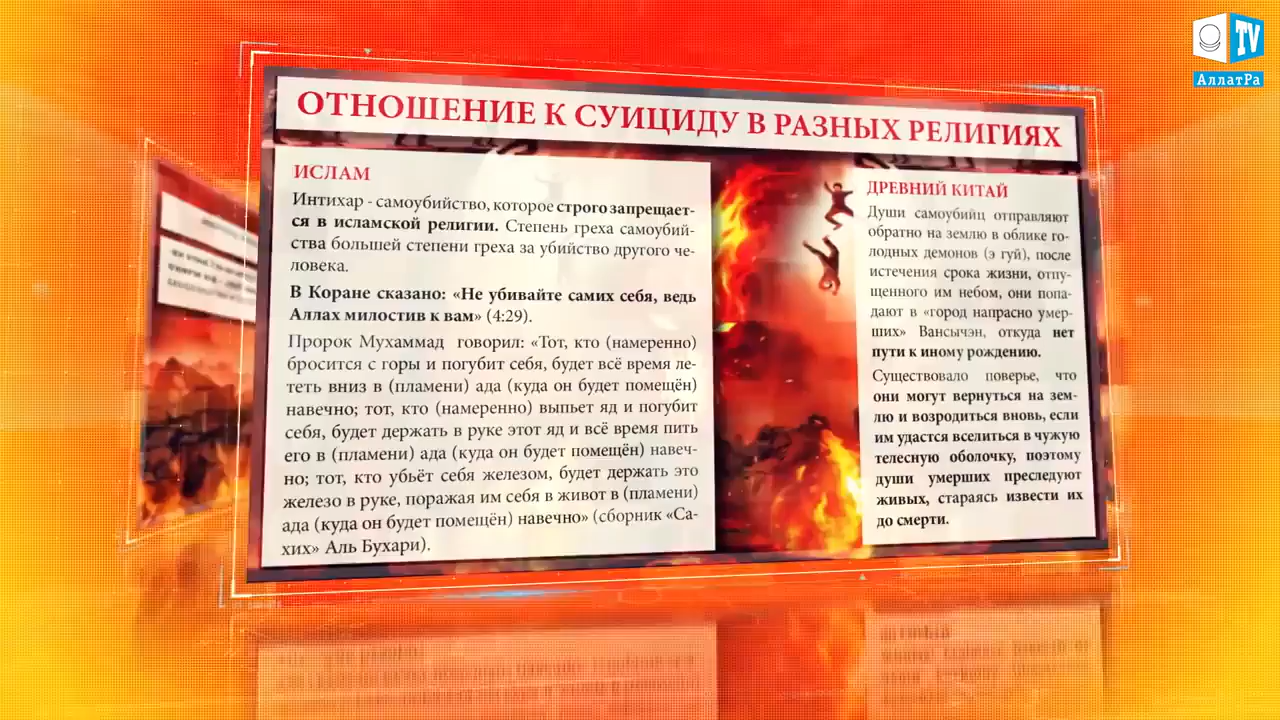 TV
АллатРа
ОТНОШЕНИЕ К СУИЦИДУ В РАЗНЫХ РЕЛИГИЯХ
ИСЛАМ
Интихар - самоубийство, которое строго запрещает-
ся в исламской религии. Степень греха самоубий-
ства большей степени греха за убийство другого че-
ловека.
В Коране сказано: «Не убивайте самих себя, ведь
Аллах милостив к вам» (4:29).
Пророк Мухаммад говорил: «Тот, кто (намеренно)
бросится с горы и погубит себя, будет всё время ле-
теть вниз в (пламени) ада (куда он будет помещён)
навечно; тот, кто (намеренно) выпьет яд и погубит
себя, будет держать в руке этот яд и всё время пить
его в (пламени) ада (куда он будет помещён) навеч-
но; тот, кто убьёт себя железом, будет держать это
железо в руке, поражая им себя в живот в (пламени)
ада (куда он будет помещён) навечно» (сборник «Са-
хих» Аль Бухари).
ДРЕВНИЙ КИТАЙ
Души самоубийц отправляют
обратно на землю в облике го-
лодных демонов (э гуй), после
истечения срока жизни, отпу-
щенного им небом, они попа-
дают в «город напрасно умер-
ших» Вансычэн, откуда нет
пути к иному рождению.
Существовало поверье, что
они могут вернуться на зем-
лю и возродиться вновь, если
им удастся вселиться в чужую
телесную оболочку, поэтому
души умерших преследуют
живых, стараясь извести их
до смерти.